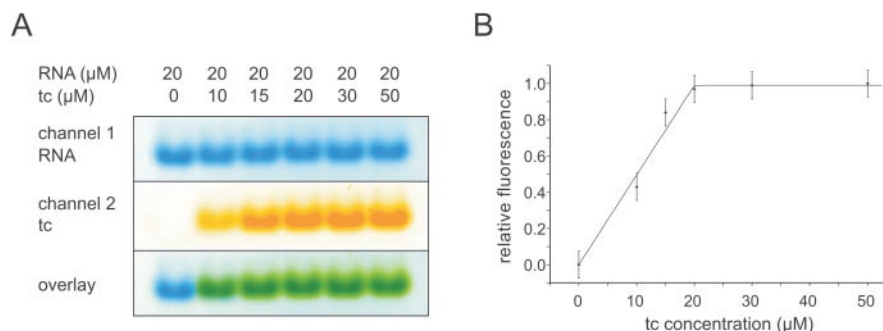 A
RNA (µM) 20 20 20 20 20 20
tc (µM) 0 10 15 20 30 50
channel 1
RNA
channel 2
tc
overlay
B
relative fluorescence
1.0
0.8
0.6
0.4
0.2
0.0
0 10 20 30 40 50
tc concentration (µM)